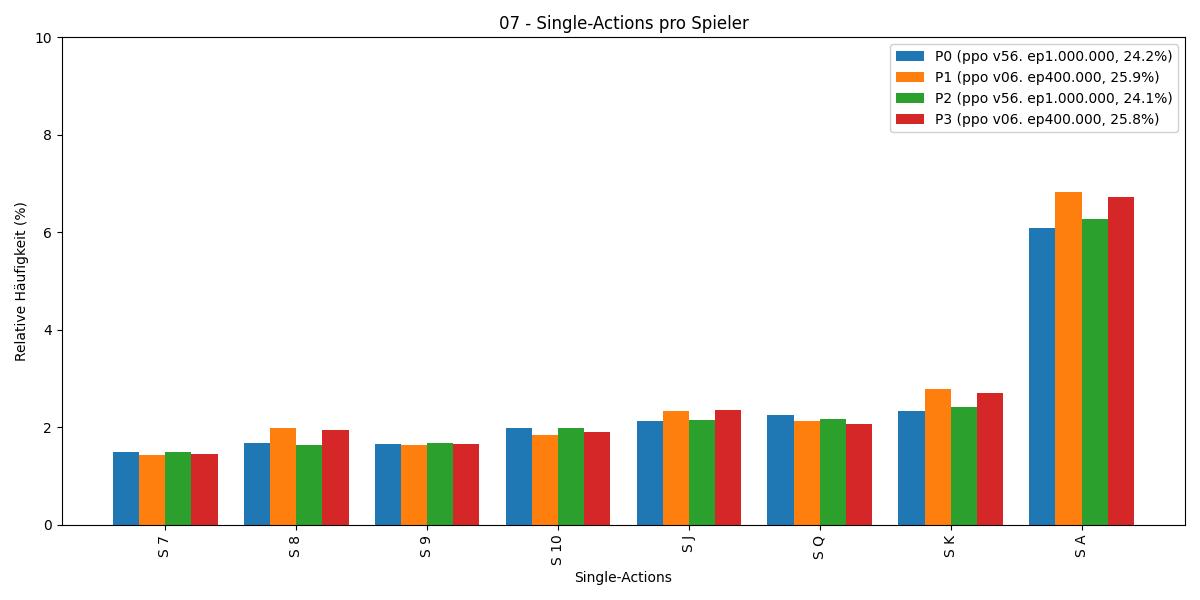 07 - Single-Actions pro Spieler
P0 (ppo v56. ep1.000.000, 24.2%)
P1 (ppo v06. ep400.000, 25.9%)
P2 (ppo v56. ep1.000.000, 24.1%)
P3 (ppo v06. ep400.000, 25.8%)
Relative Häufigkeit (%)
10
8
6
4
2
0
S 7
S 8
S 9
S 10
S J
S Q
S K
S A
Single-Actions